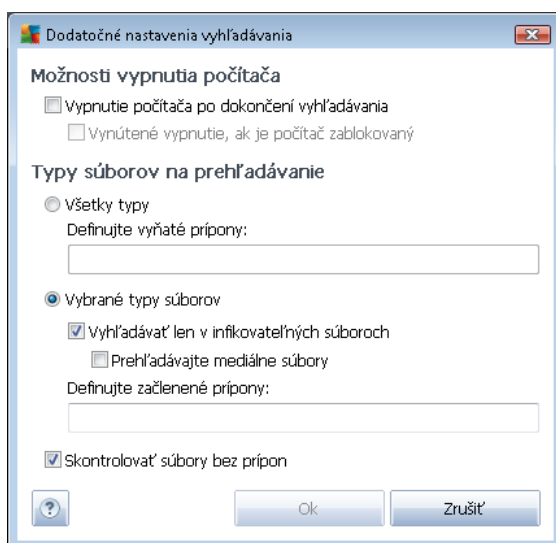 Dodatočné nastavenia vyhľadávania
Možnosti vypnutia počítača
Vypnutie počítača po dokončení vyhľadávania
Vynútené vypnutie, ak je počítač zablokovaný
Typy súborov na prehľadávanie
Všetky typy
Definujte vyňaté prípony:
Vybrané typy súborov
Vyhľadávať len v infikovateľných súboroch
Prehľadávajte mediálne súbory
Definujte začlenené prípony:
Skontrolovať súbory bez prípon
? Ok Zrušiť